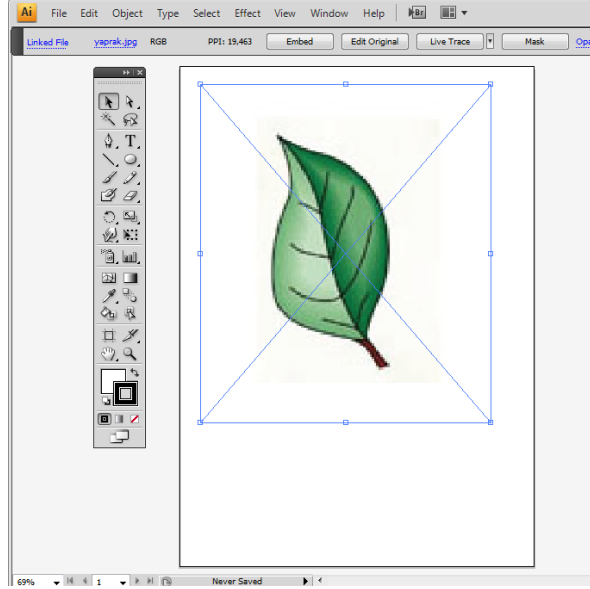 Ai File Edit Object Type Select Effect View Window Help Br
Linked File yaprak.jpg RGB PPI: 19,463 Embed Edit Original Live Trace Mask Opa
T
69% 1 Never Saved